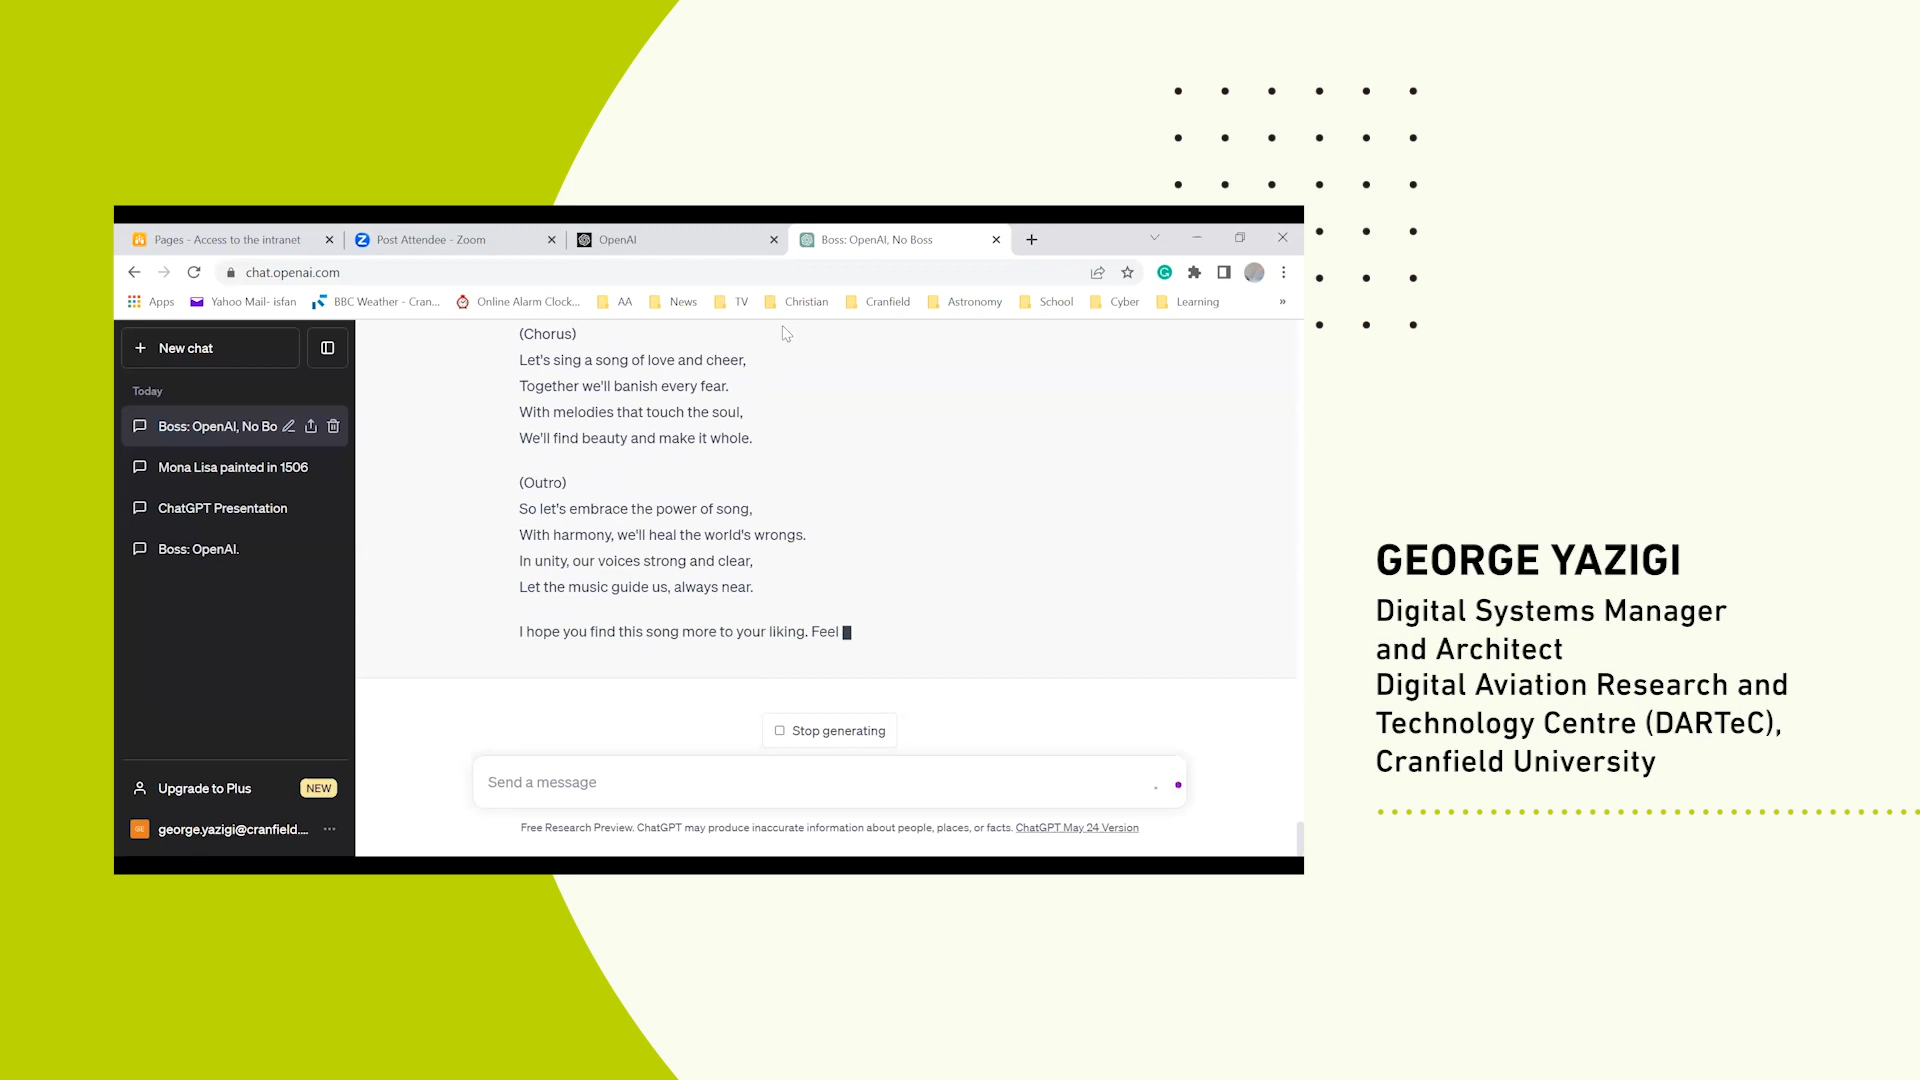 Pages - Access to the intranet
Post Attendee - Zoom
OpenAI
Boss: OpenAI, No Boss
chat.openai.com
Apps
Yahoo Mail- isfan
BBC Weather - Cran...
Online Alarm Clock...
AA
News
TV
Christian
Cranfield
Astronomy
School
Cyber
Learning
»
New chat
Today
Boss: OpenAI, No Bo
Mona Lisa painted in 1506
ChatGPT Presentation
Boss: OpenAI.
Upgrade to Plus
NEW
GE
george.yazigi@cranfield....
(Chorus)
Let's sing a song of love and cheer,
Together we'll banish every fear.
With melodies that touch the soul,
We'll find beauty and make it whole.
(Outro)
So let's embrace the power of song,
With harmony, we'll heal the world's wrongs.
In unity, our voices strong and clear,
Let the music guide us, always near.
I hope you find this song more to your liking. Feel
Stop generating
Send a message
Free Research Preview. ChatGPT may produce inaccurate information about people, places, or facts. ChatGPT May 24 Version
GEORGE YAZIGI
Digital Systems Manager
and Architect
Digital Aviation Research and
Technology Centre (DARTeC),
Cranfield University